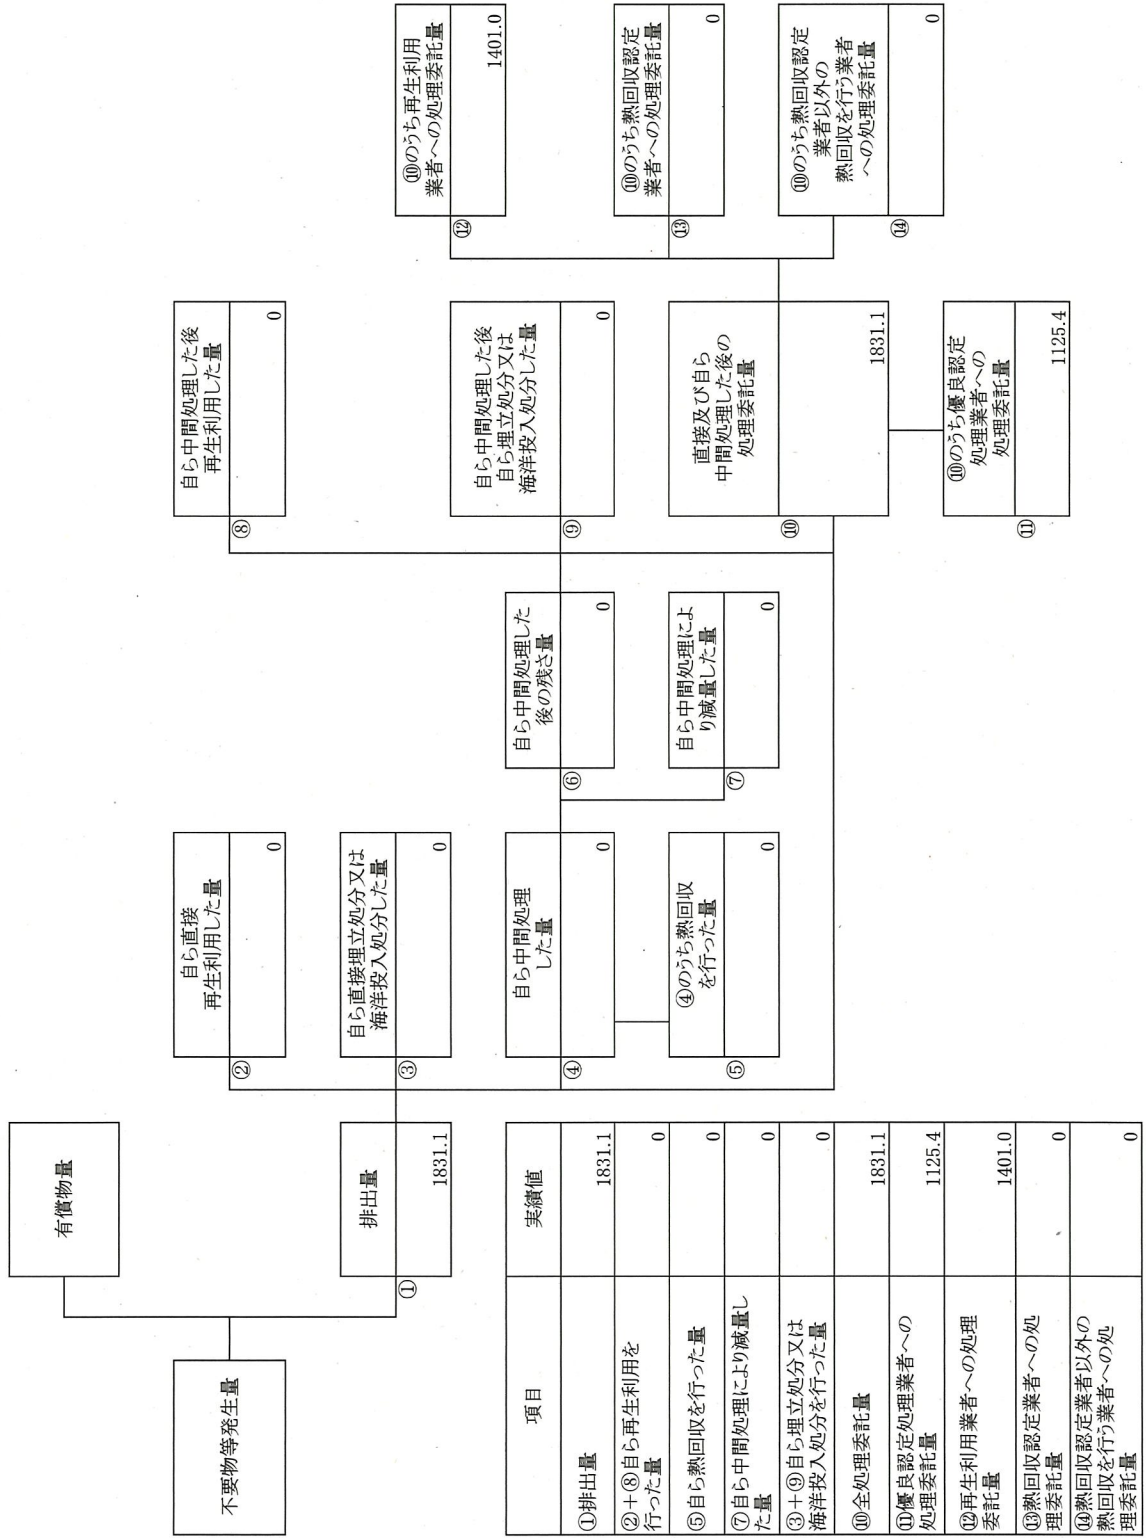 不要物等発生量
有償物量
排出量
①
1831.1
自ら直接
再生利用した量
②
0
自ら直接埋立処分又は
海洋投入処分した量
③
0
自ら中間処理
した量
④
0
④のうち熱回収
を行った量
⑤
0
自ら中間処理した
後の残さ量
⑥
0
自ら中間処理によ
り減量した量
⑦
0
自ら中間処理した後
再生利用した量
⑧
0
自ら中間処理した後
自ら埋立処分又は
海洋投入処分した量
⑨
0
直接及び自ら
中間処理した後の
処理委託量
⑩
1831.1
⑩のうち優良認定
処理業者への
処理委託量
⑪
1125.4
⑩のうち再生利用
業者への処理委託量
⑫
1401.0
⑩のうち熱回収認定
業者への処理委託量
⑬
0
⑩のうち熱回収認定
業者以外の
熱回収を行う業者
への処理委託量
⑭
0
項目 実績値
①排出量 1831.1
②+⑧自ら再生利用を
行った量 0
⑤自ら熱回収を行った量 0
⑦自ら中間処理により減量し
た量 0
③+⑨自ら埋立処分又は
海洋投入処分を行った量 0
⑩全処理委託量 1831.1
⑪優良認定処理業者への
処理委託量 1125.4
⑫再生利用業者への処理
委託量 1401.0
⑬熱回収認定業者への処
理委託量 0
⑭熱回収認定業者以外の
熱回収を行う業者への処
理委託量 0